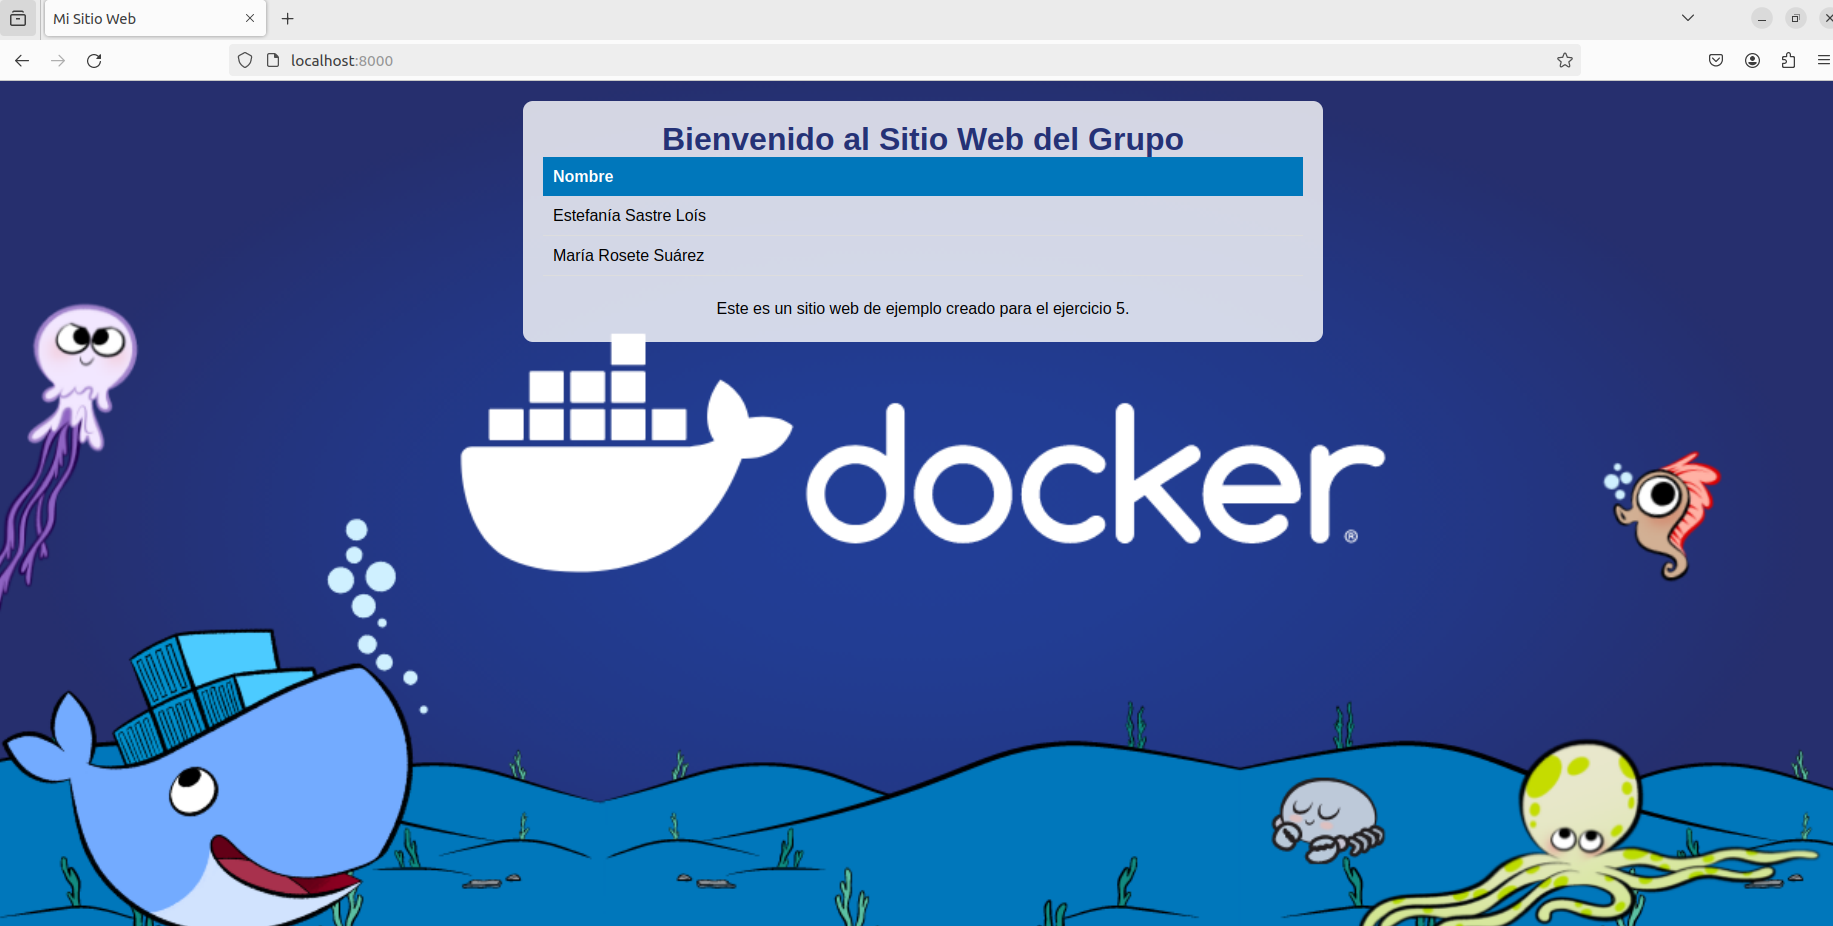 Mi Sitio Web
localhost:8000
Bienvenido al Sitio Web del Grupo
Nombre
Estefanía Sastre Loís
María Rosete Suárez
Este es un sitio web de ejemplo creado para el ejercicio 5.
docker®